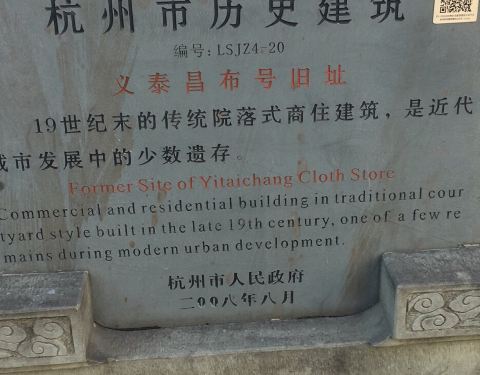 杭州市历史建筑
编号:LSJZ4-20
义泰昌布号旧址
19世纪末的传统院落式商住建筑，是近代
城市发展中的少数遗存。
Former Site of Yitaichang Cloth Store
Commercial and residential building in traditional cour
tyard style built in the late 19th century, one of a few re
mains during modern urban development.
杭州市人民政府
二〇〇八年八月